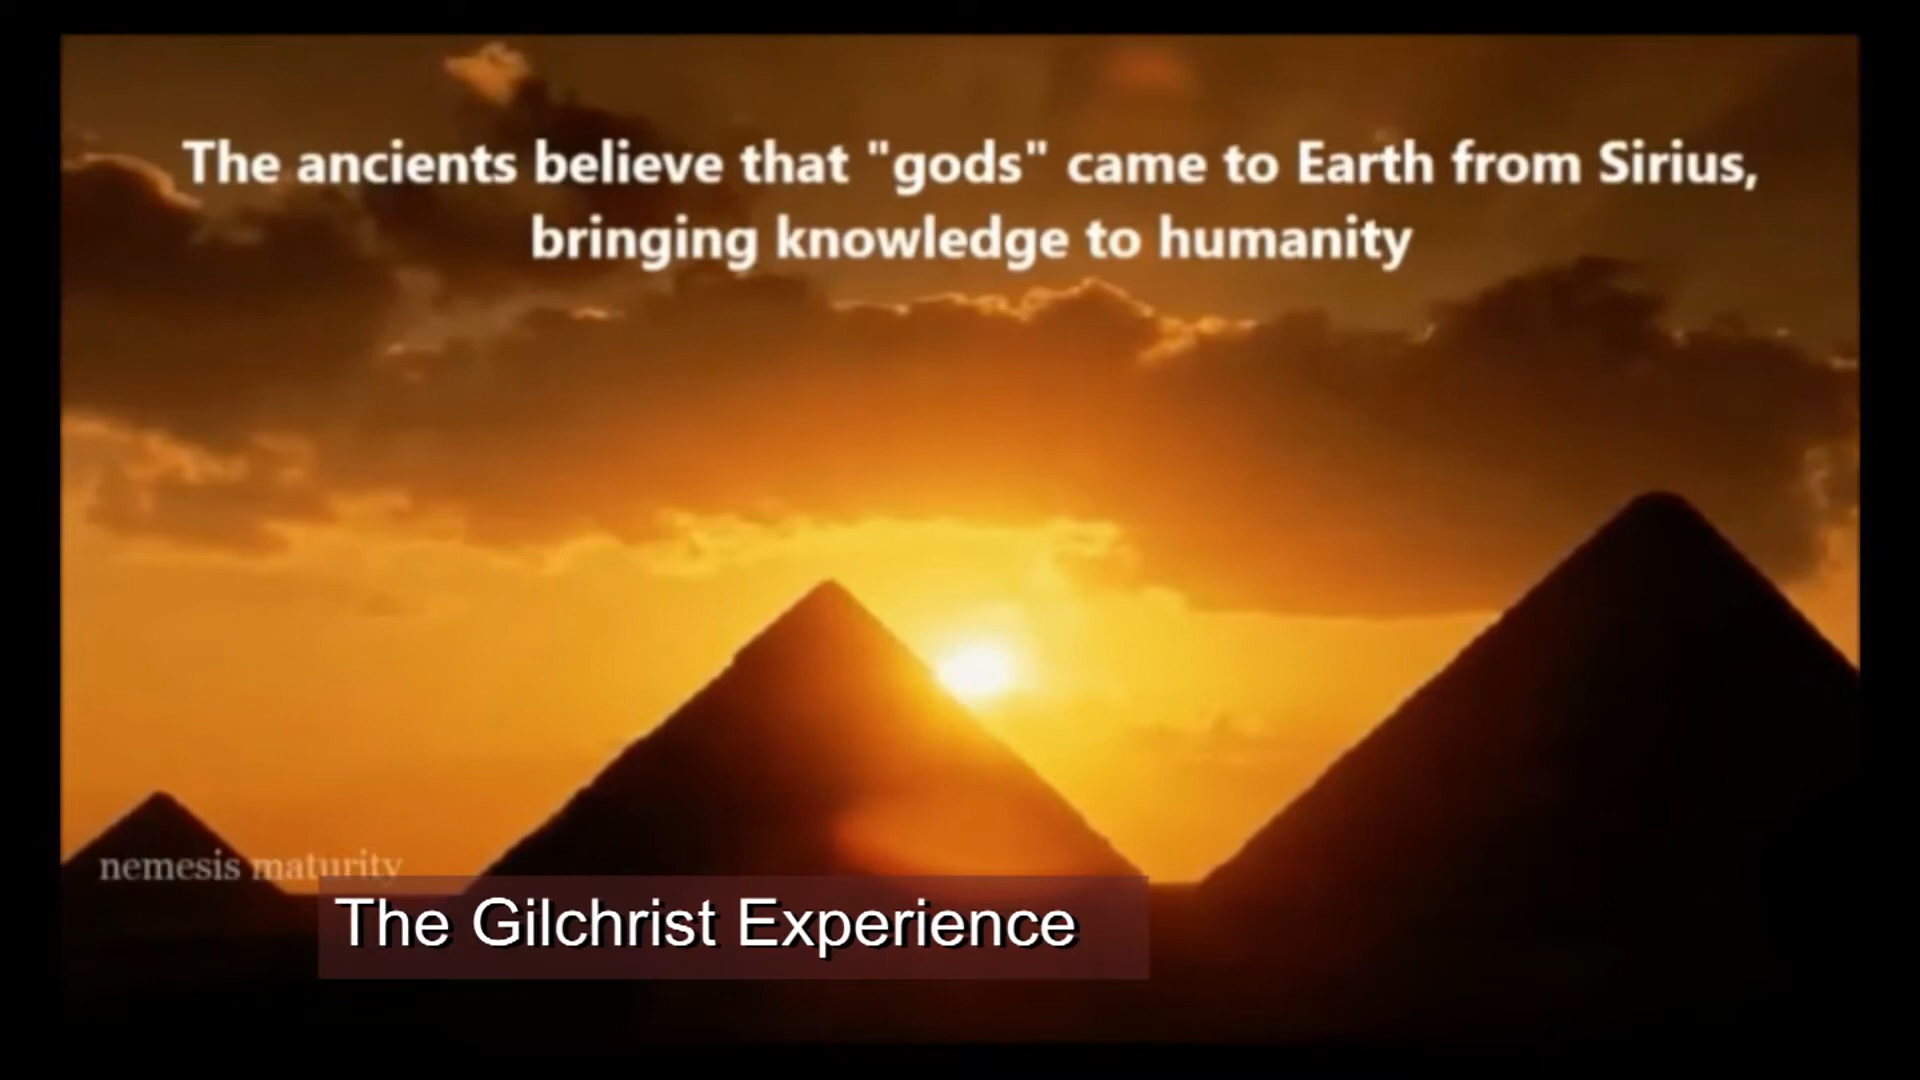 The ancients believe that "gods" came to Earth from Sirius,
bringing knowledge to humanity
nemesis maturity
The Gilchrist Experience